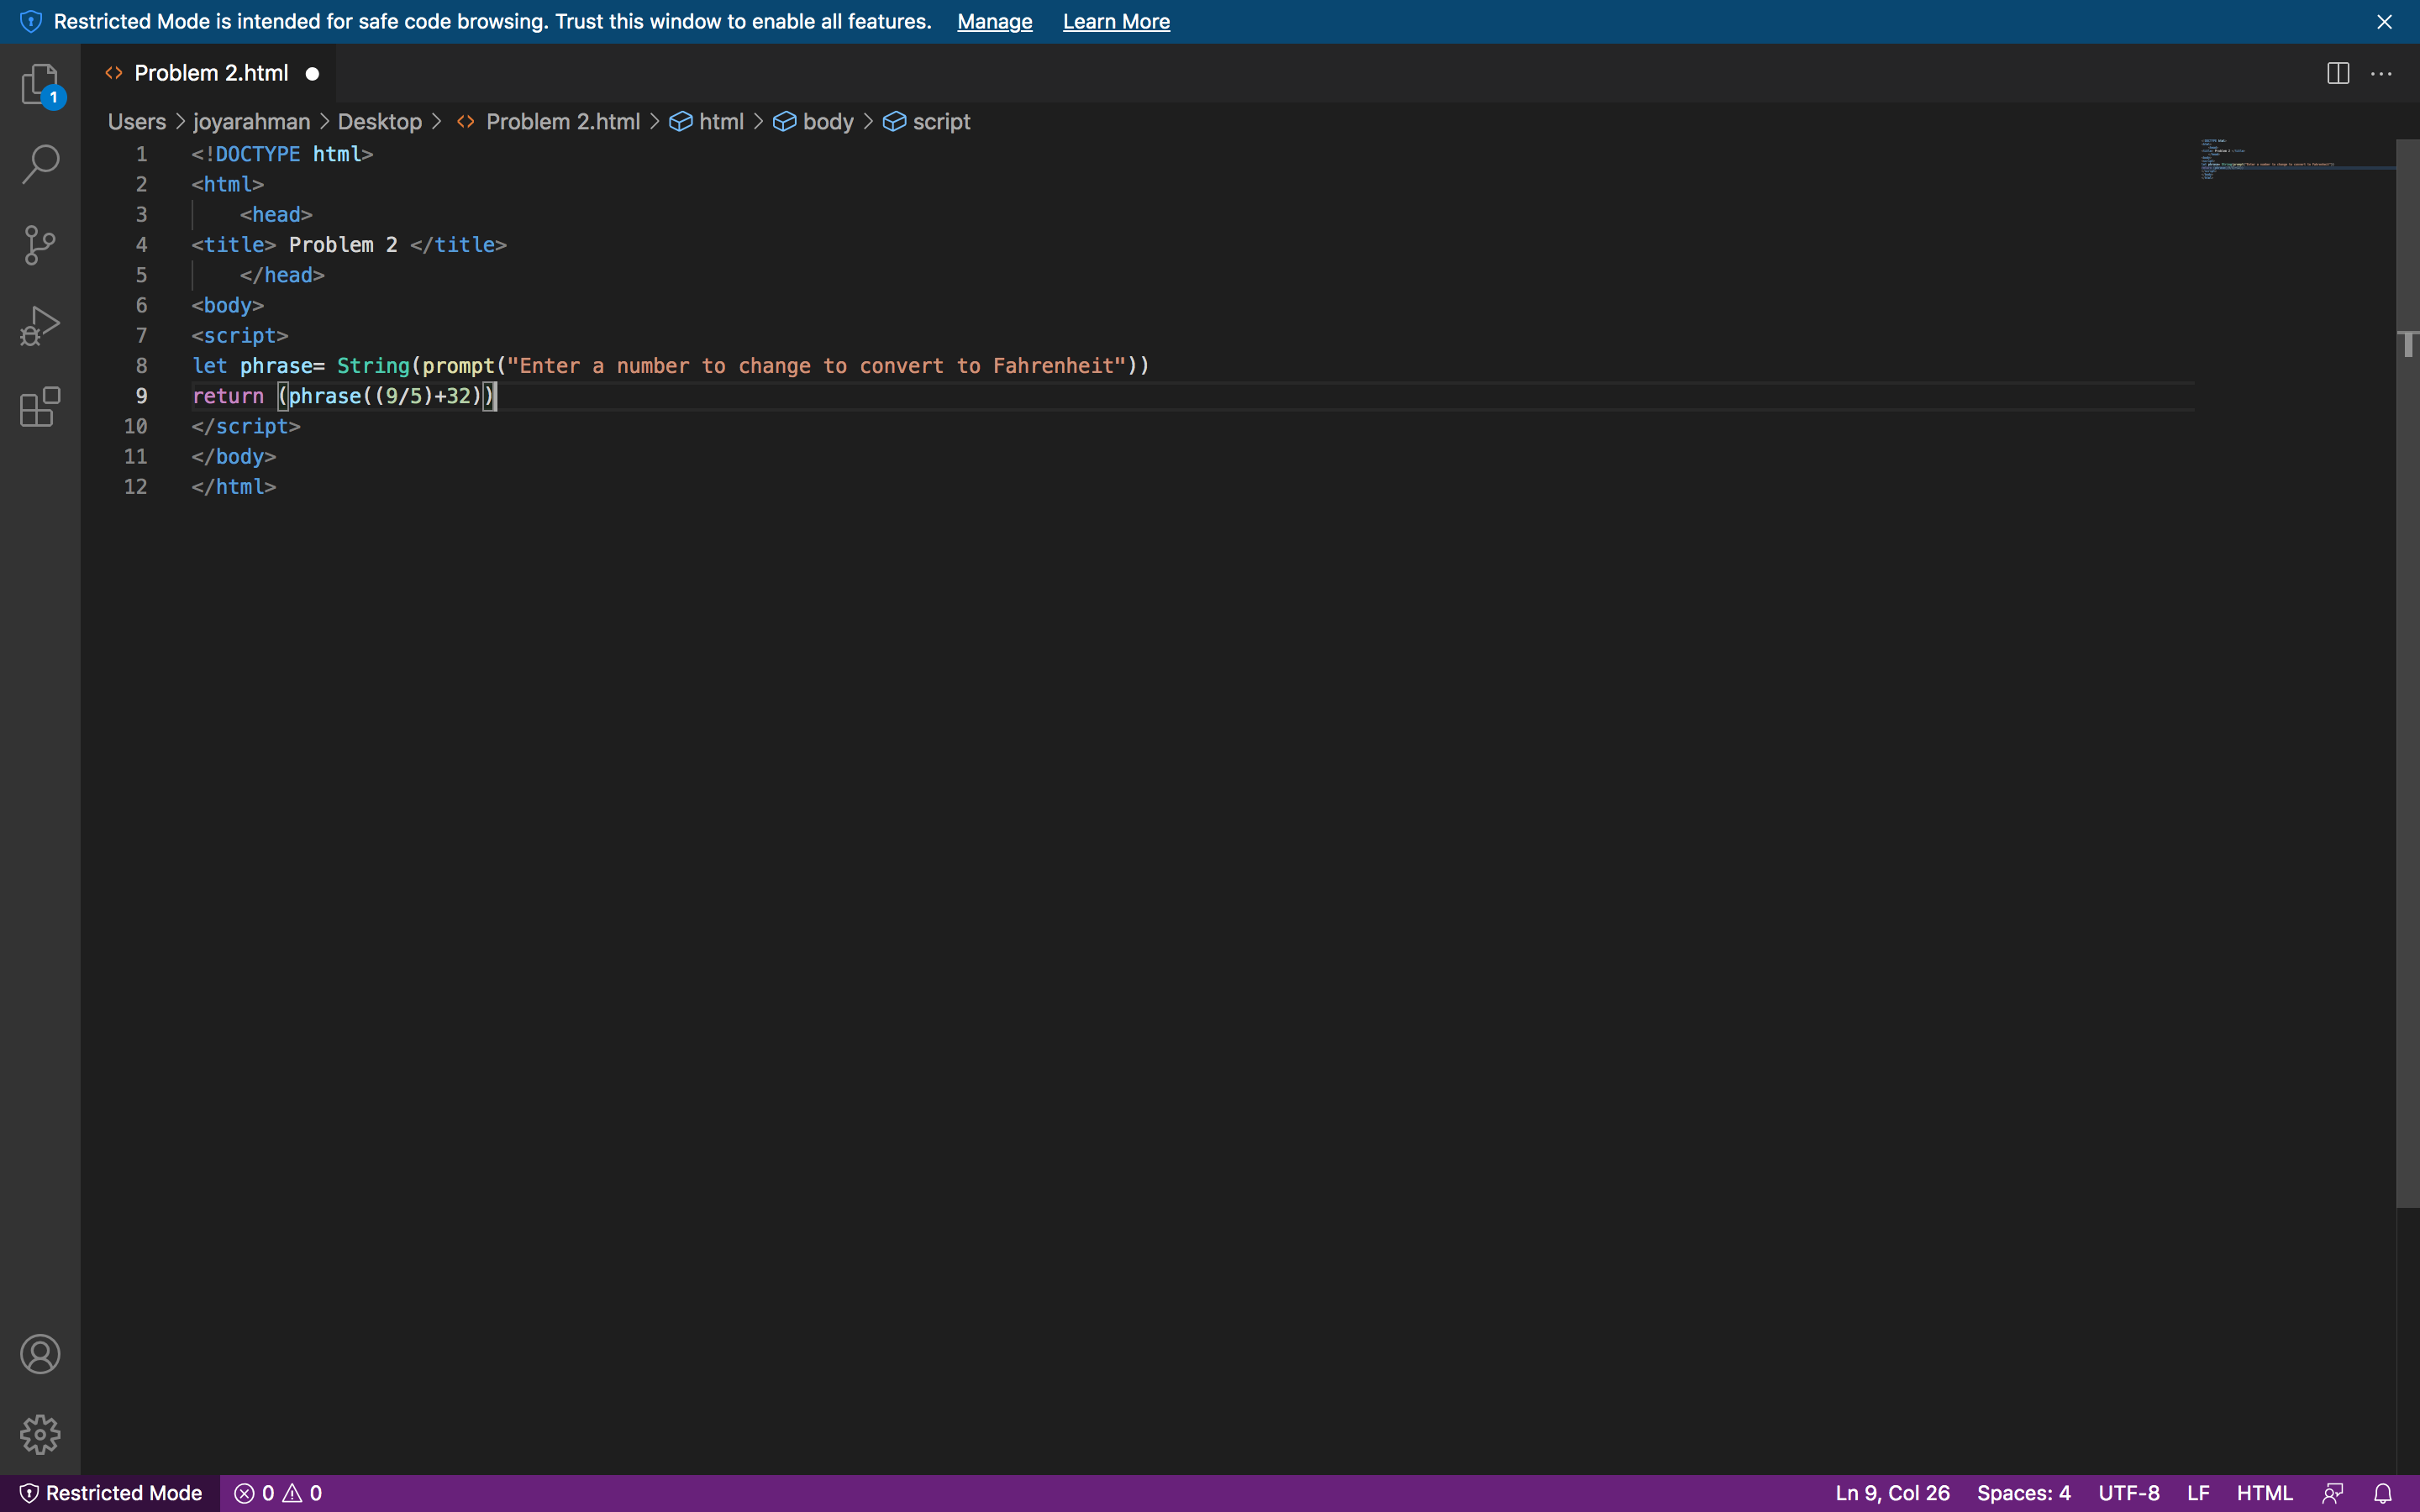 Restricted Mode is intended for safe code browsing. Trust this window to enable all features. Manage Learn More
Problem 2.html
1
Users > joyarahman > Desktop > Problem 2.html > html > body > script
1 <!DOCTYPE html>
2 <html>
3 <head>
4 <title> Problem 2 </title>
5 </head>
6 <body>
7 <script>
8 let phrase= String(prompt("Enter a number to change to convert to Fahrenheit"))
9 return (phrase((9/5)+32))
10 </script>
11 </body>
12 </html>
Restricted Mode 0 0 Ln 9, Col 26 Spaces: 4 UTF-8 LF HTML